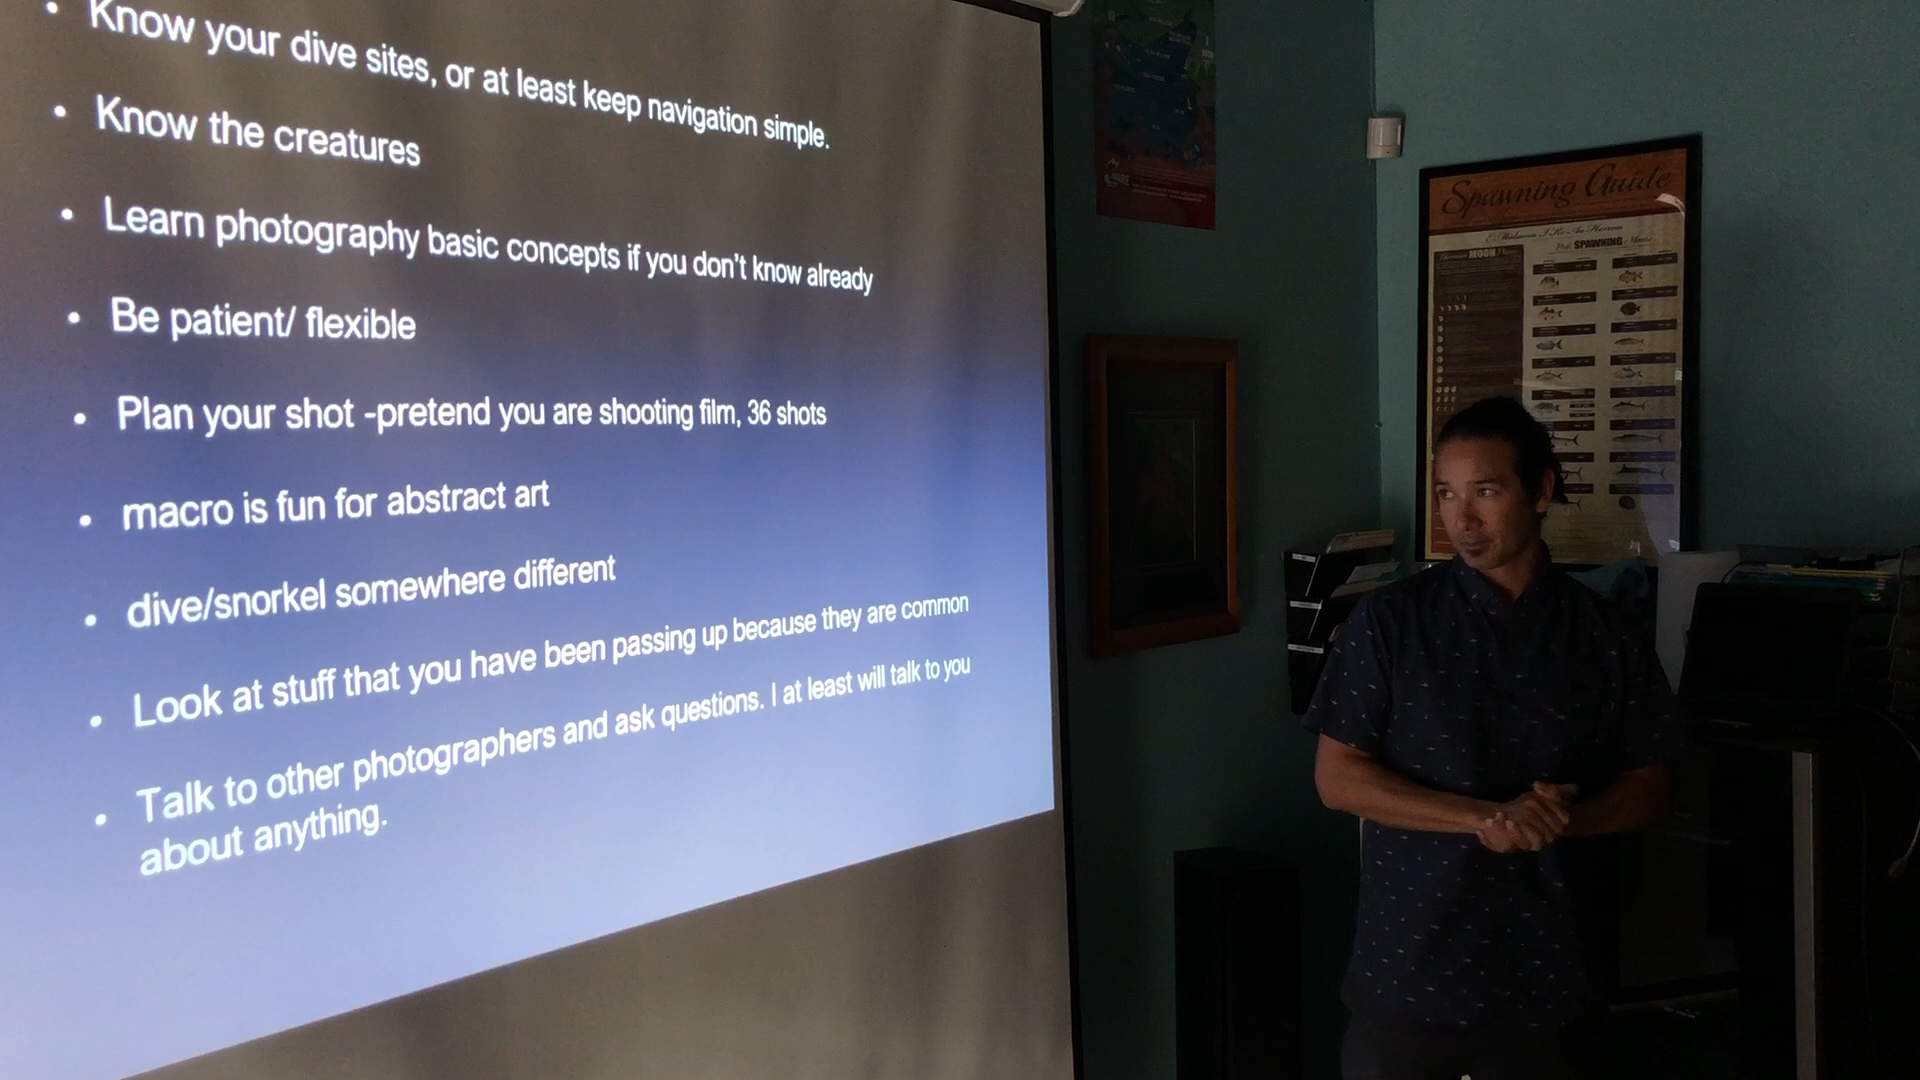 • Know your dive sites, or at least keep navigation simple.
• Know the creatures
• Learn photography basic concepts if you don't know already
• Be patient/ flexible
• Plan your shot -pretend you are shooting film, 36 shots
• macro is fun for abstract art
• dive/snorkel somewhere different
• Look at stuff that you have been passing up because they are common
• Talk to other photographers and ask questions. I at least will talk to you
about anything.
Spawning Guide
MOON
SPAWNING